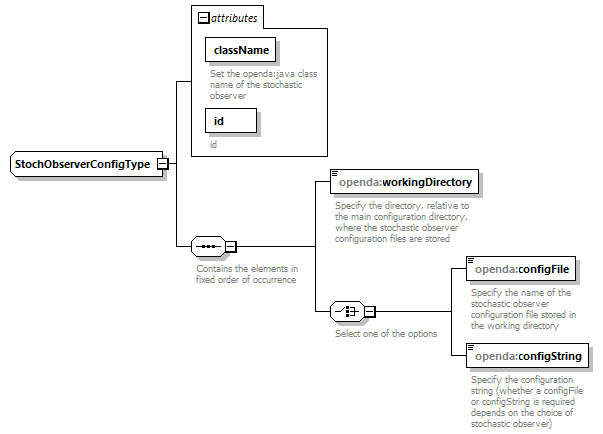 attributes
className
Set the openda:java class
name of the stochastic
observer
id
id
StochObserverConfigType
openda:workingDirectory
Specify the directory, relative to
the main configuration directory,
where the stochastic observer
configuration files are stored
Contains the elements in
fixed order of occurrence
openda:configFile
Specify the name of the
stochastic observer
configuration file stored in
the working directory
Select one of the options
openda:configString
Specify the configuration
string (whether a configFile
or configString is required
depends on the choice of
stochastic observer)